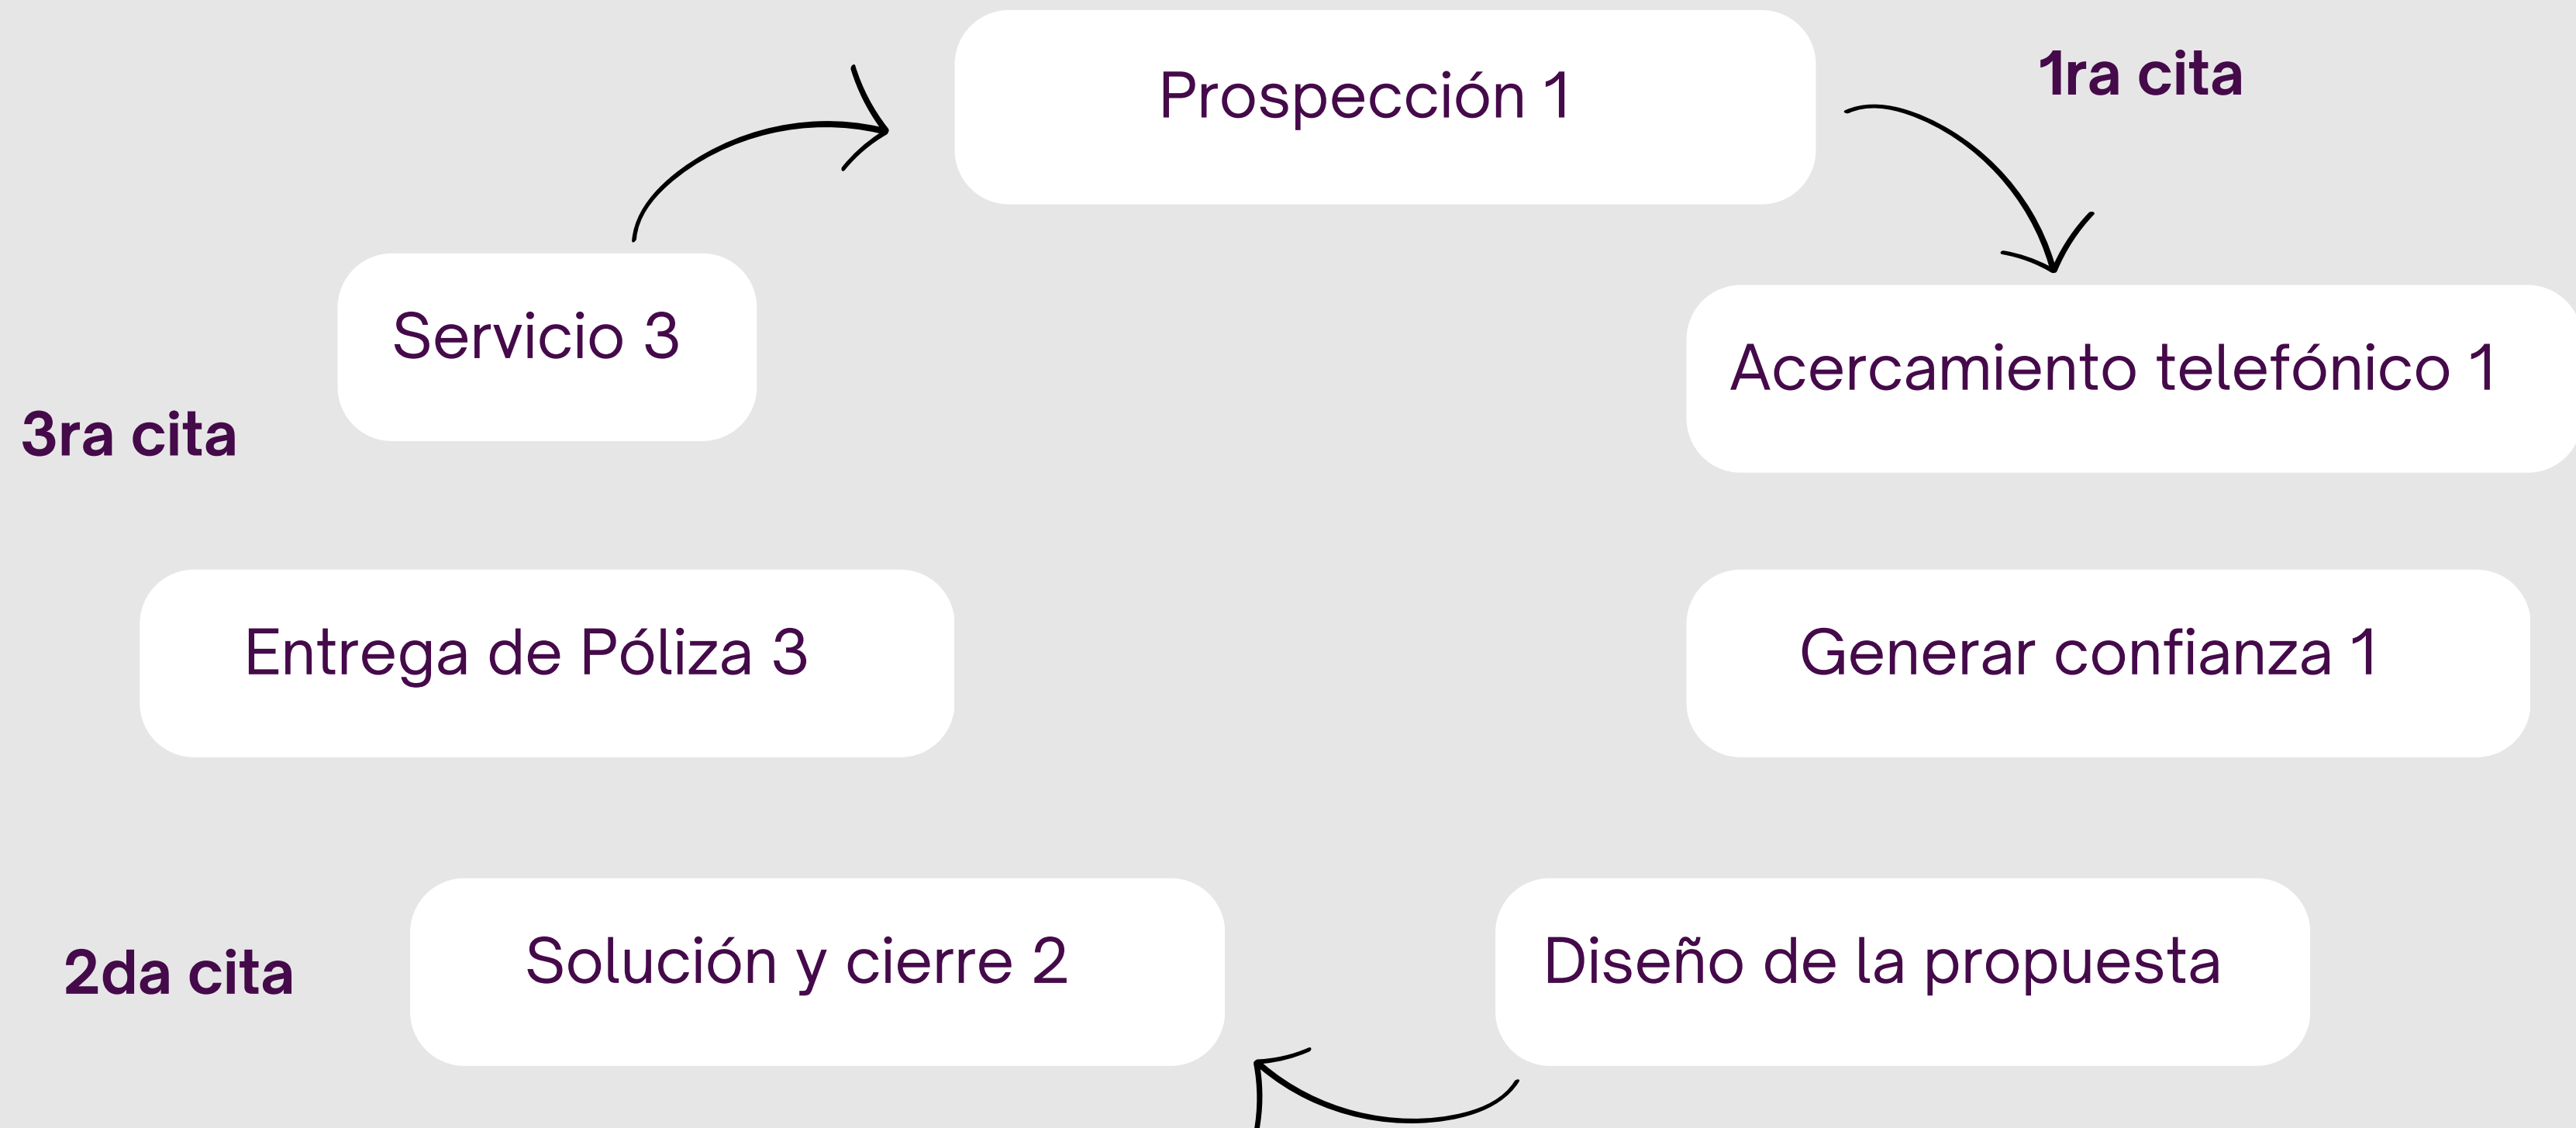 Prospección 1
1ra cita
Servicio 3
Acercamiento telefónico 1
3ra cita
Entrega de Póliza 3
Generar confianza 1
2da cita
Solución y cierre 2
Diseño de la propuesta